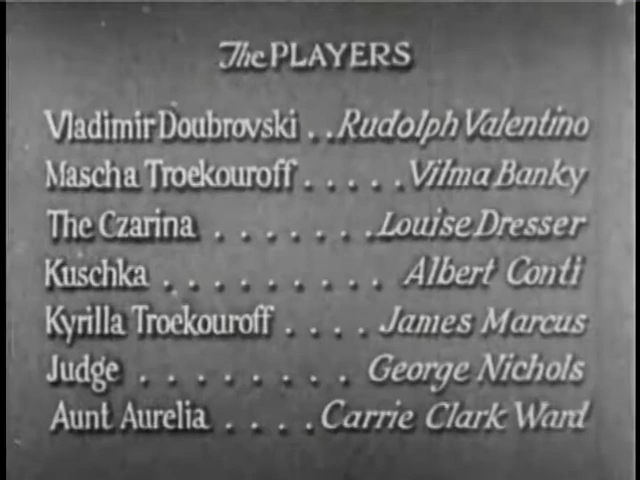 The PLAYERS
Vladimir Doubrovski . . Rudolph Valentino
Mascha Troekouroff . . . . . Vilma Banky
The Czarina . . . . . . . Louise Dresser
Kuschka . . . . . . . . . Albert Conti
Kyrilla Troekouroff . . . . James Marcus
Judge . . . . . . . . . George Nichols
Aunt Aurelia . . . . Carrie Clark Ward